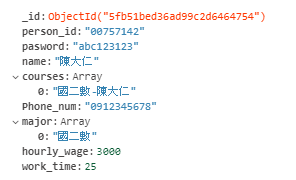 _id: ObjectId("5fb51bed36ad99c2d6464754")
person_id: "00757142"
pasword: "abc123123"
name: "陳大仁"
courses: Array
0: "國二數-陳大仁"
Phone_num: "0912345678"
major: Array
0: "國二數"
hourly_wage: 3000
work_time: 25